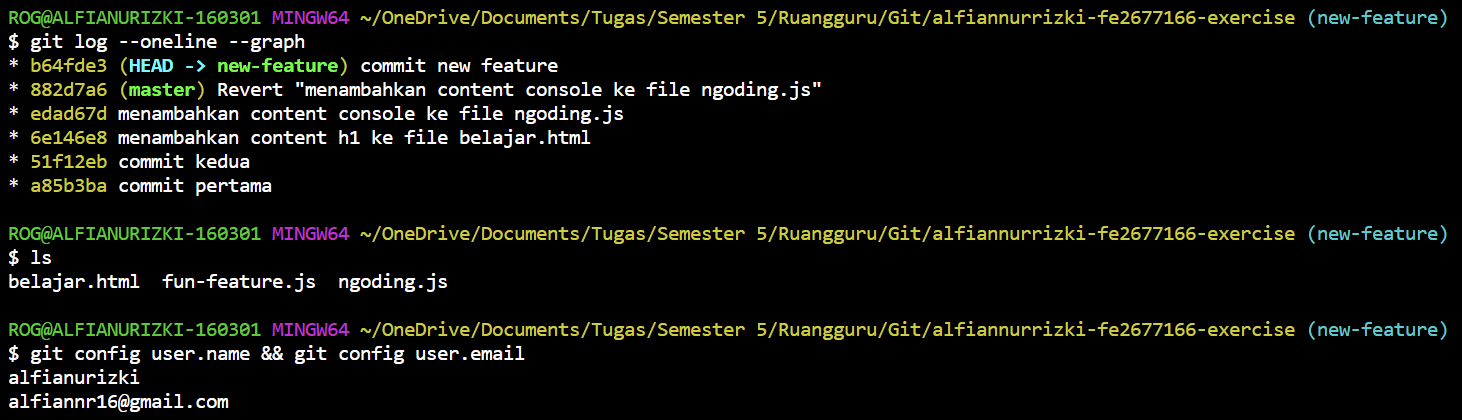 ROG@ALFIANURIZKI-160301 MINGW64 ~/OneDrive/Documents/Tugas/Semester 5/Ruangguru/Git/alfiannurrizki-fe2677166-exercise (new-feature)
$ git log --oneline --graph
* b64fde3 (HEAD -> new-feature) commit new feature
* 882d7a6 (master) Revert "menambahkan content console ke file ngoding.js"
* edad67d menambahkan content console ke file ngoding.js
* 6e146e8 menambahkan content h1 ke file belajar.html
* 51f12eb commit kedua
* a85b3ba commit pertama
ROG@ALFIANURIZKI-160301 MINGW64 ~/OneDrive/Documents/Tugas/Semester 5/Ruangguru/Git/alfiannurrizki-fe2677166-exercise (new-feature)
$ ls
belajar.html  fun-feature.js  ngoding.js
ROG@ALFIANURIZKI-160301 MINGW64 ~/OneDrive/Documents/Tugas/Semester 5/Ruangguru/Git/alfiannurrizki-fe2677166-exercise (new-feature)
$ git config user.name && git config user.email
alfianurizki
alfiannr16@gmail.com